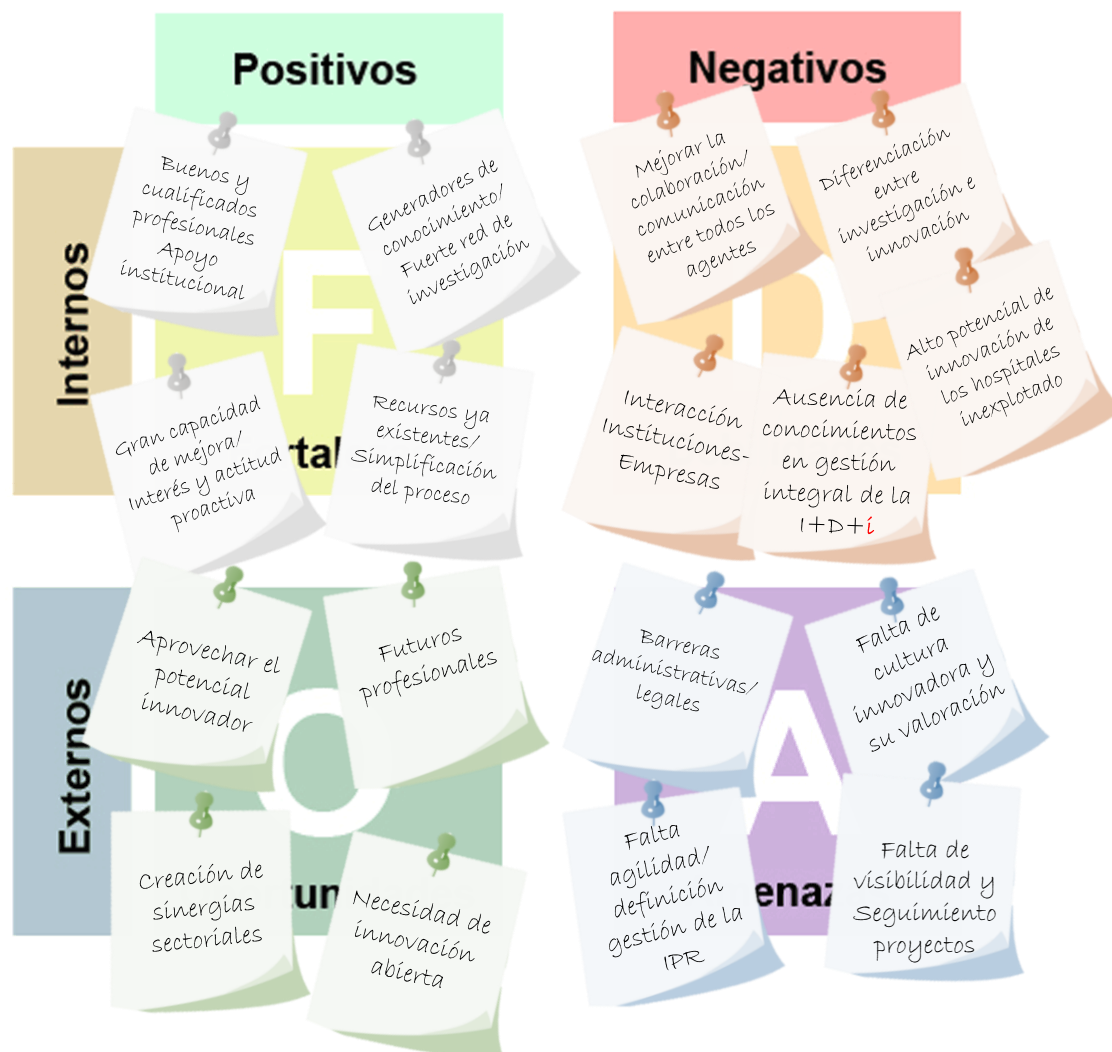 Positivos
Negativos
Internos
F
rtal
Buenos y
cualificados
profesionales
Apoyo
institucional
Generadores de
conocimiento/
Fuerte red de
investigación
Gran capacidad
de mejora/
Interés y actitud
proactiva
Recursos ya
existentes/
Simplificación
del proceso
D
Mejorar la
colaboración/
comunicación
entre todos los
agentes
Diferenciación
entre
investigación e
innovación
Alto potencial de
innovación de
los hospitales
inexplotado
Interacción
Instituciones-
Empresas
Ausencia de
conocimientos
en gestión
integral de la
I+D+i
Externos
O
Aprovechar el
potencial
innovador
Futuros
profesionales
Creación de
sinergias
sectoriales
Necesidad de
innovación
abierta
tun
A
Barreras
administrativas/
legales
Falta de
cultura
innovadora y
su valoración
Falta
agilidad/
definición
gestión de la
IPR
Falta de
visibilidad y
Seguimiento
proyectos
enaz